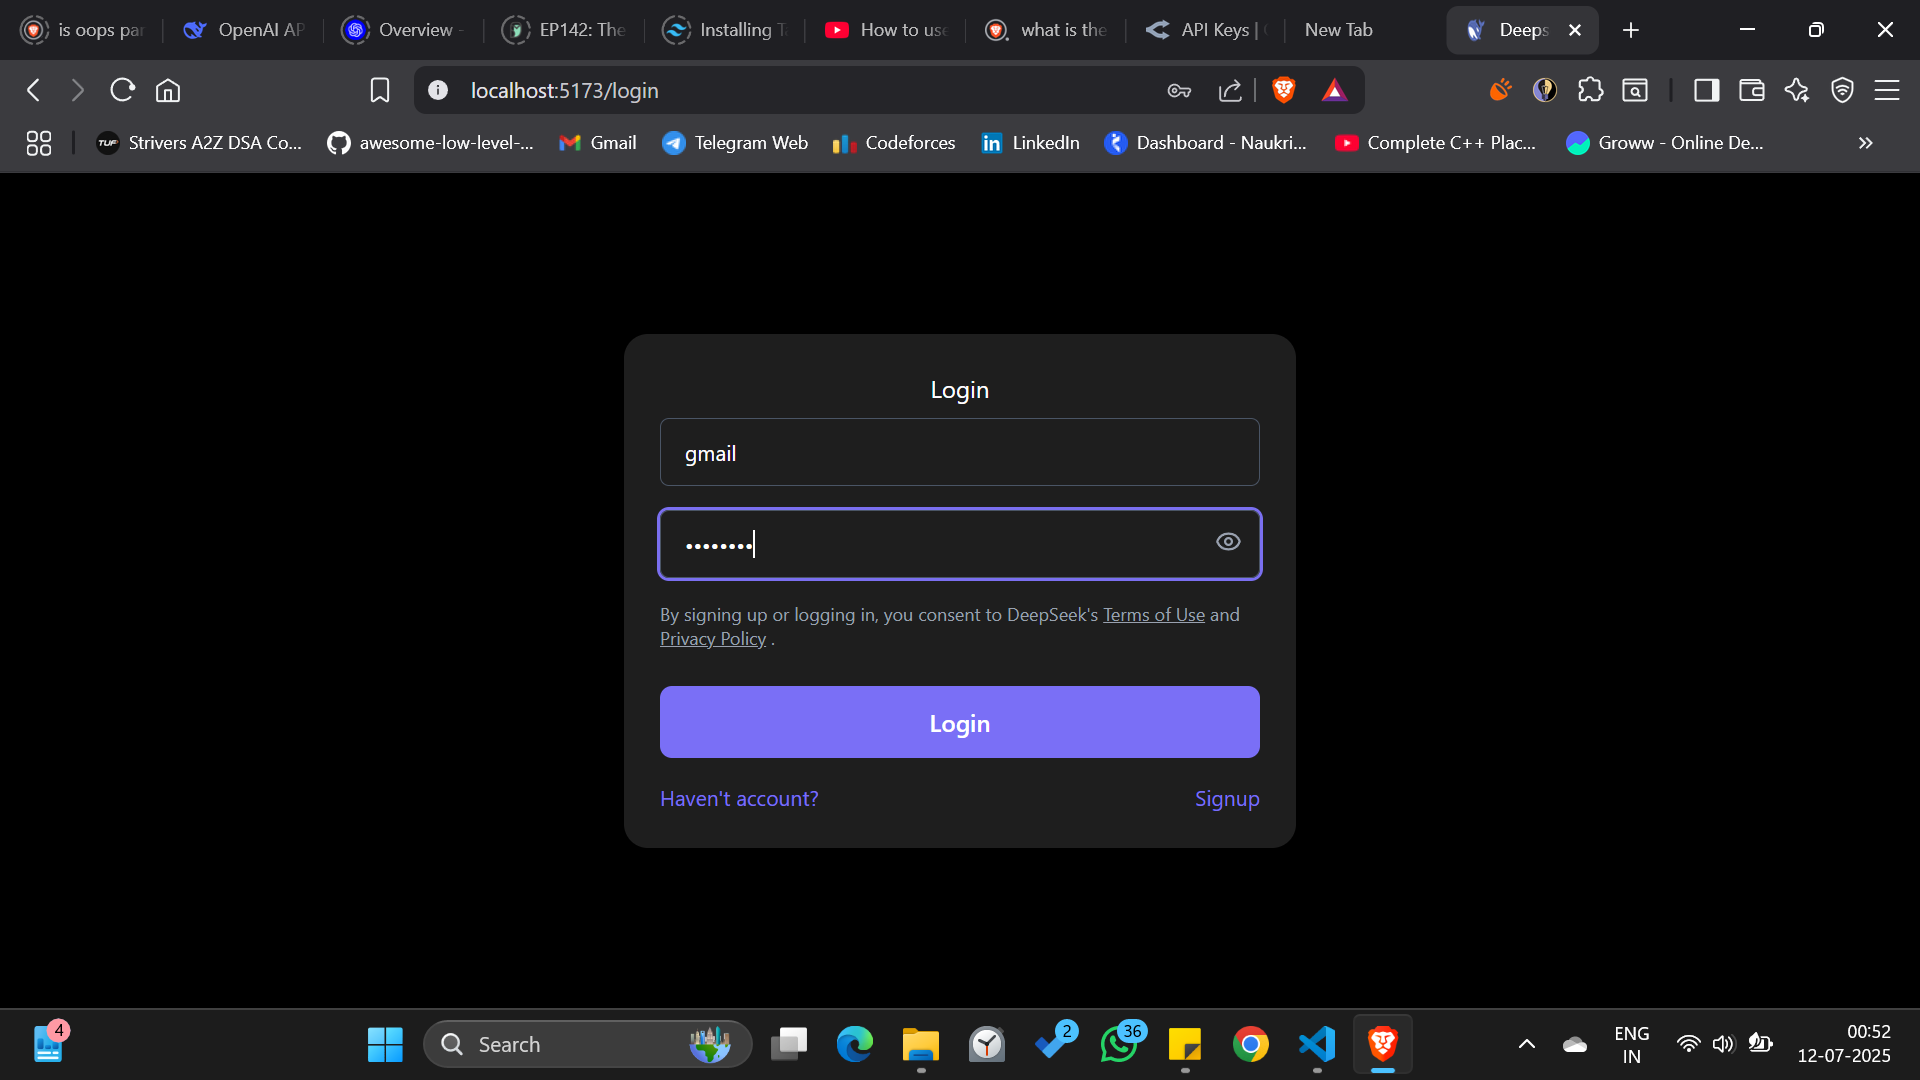 is oops par
OpenAI AP
Overview -
EP142: The
Installing Ta
How to use
what is the
API Keys |
New Tab
Deeps
localhost:5173/login
TUF
Strivers A2Z DSA Co...
awesome-low-level-...
Gmail
Telegram Web
Codeforces
LinkedIn
Dashboard - Naukri...
Complete C++ Plac...
Groww - Online De...
Login
gmail
••••••••
By signing up or logging in, you consent to DeepSeek's Terms of Use and
Privacy Policy .
Login
Haven't account?
Signup
4
Search
2
36
ENG
IN
00:52
12-07-2025